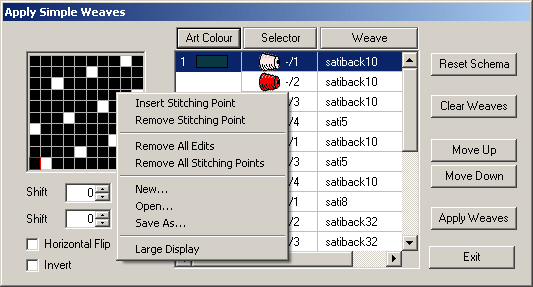 Apply Simple Weaves
Art Colour Selector Weave
1 -/1 satiback10
-/2 satiback10
/3 satiback10
/4 sati5
/2 satiback10
/3 sati5
/4 satiback10
/1 sati8
/2 satiback32
/3 satiback32
Insert Stitching Point
Remove Stitching Point
Remove All Edits
Remove All Stitching Points
New...
Open...
Save As...
Large Display
Shift 0
Shift 0
Horizontal Flip
Invert
Reset Schema
Clear Weaves
Move Up
Move Down
Apply Weaves
Exit